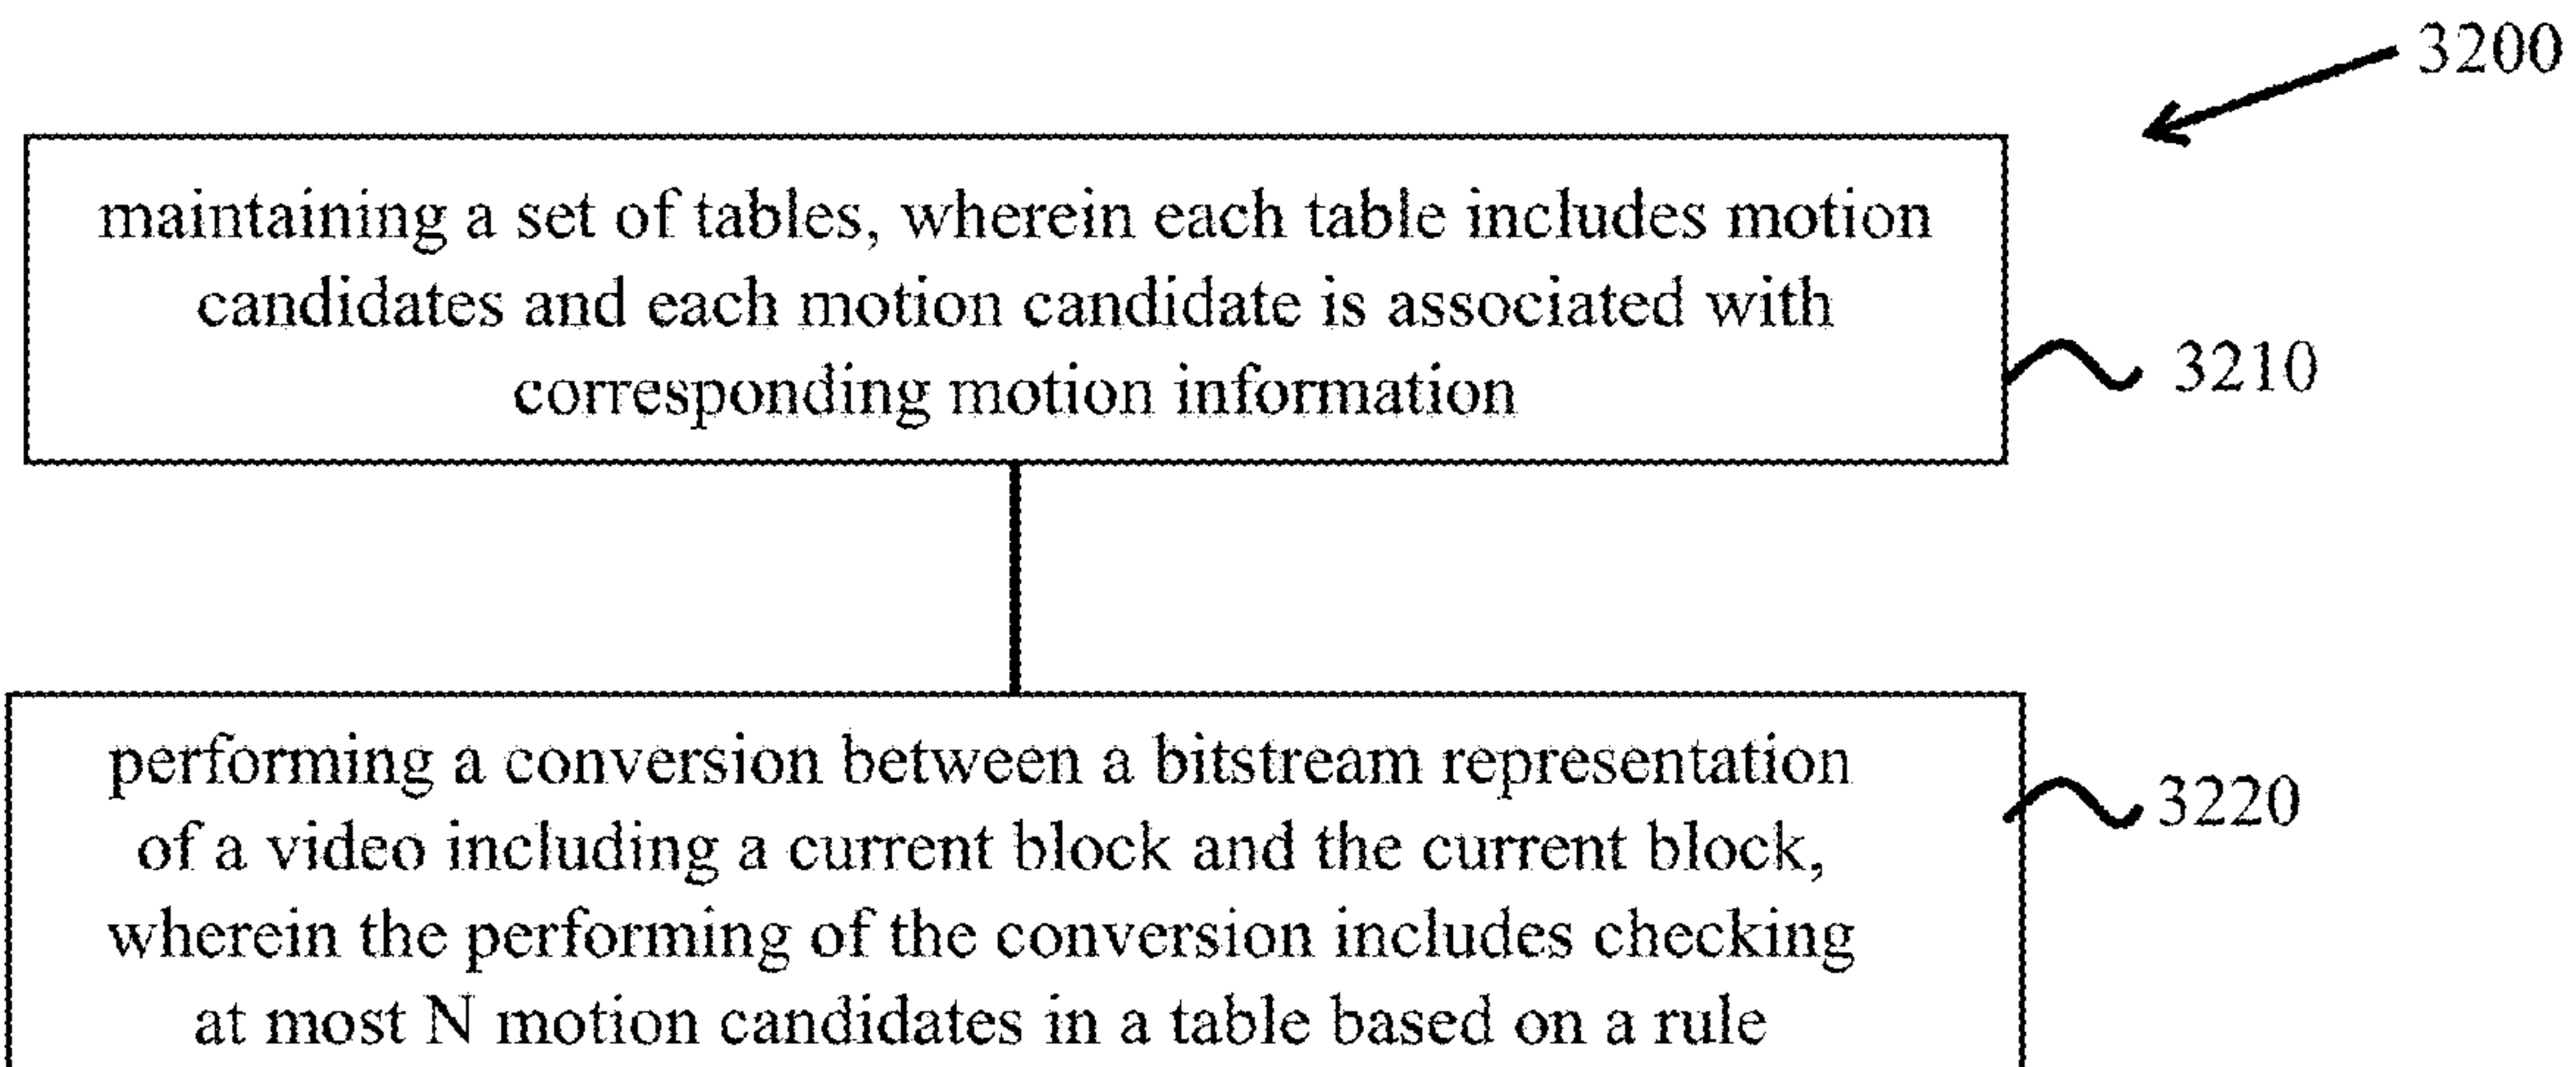 3200
maintaining a set of tables, wherein each table includes motion
candidates and each motion candidate is associated with
corresponding motion information
3210
performing a conversion between a bitstream representation
of a video including a current block and the current block,
wherein the performing of the conversion includes checking
at most N motion candidates in a table based on a rule
3220